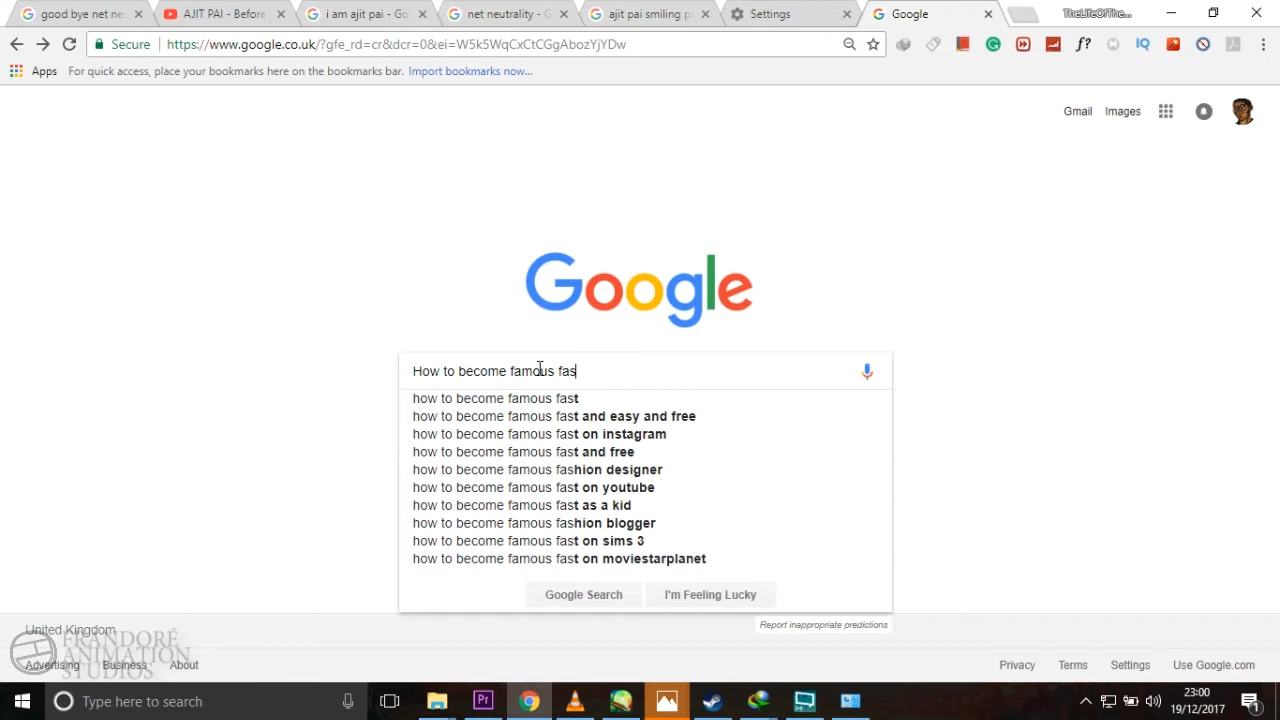 good bye net ne
AJIT PAI - Before
i am ajit pai - Go
net neutrality - G
ajit pai smiling p
Settings
Google
TheLifeOfThe...
Secure
https://www.google.co.uk/?gfe_rd=cr&dcr=0&ei=W5k5WqCxCtCGgAbozYjYDw
Apps
For quick access, place your bookmarks here on the bookmarks bar. Import bookmarks now...
Gmail Images
Google
How to become famous fas
how to become famous fast
how to become famous fast and easy and free
how to become famous fast on instagram
how to become famous fast and free
how to become famous fashion designer
how to become famous fast on youtube
how to become famous fast as a kid
how to become famous fashion blogger
how to become famous fast on sims 3
how to become famous fast on moviestarplanet
Google Search I'm Feeling Lucky
Report inappropriate predictions
United Kingdom
FRANDORÉ
ANIMATION
STUDIOS
Advertising Business About
Privacy Terms Settings Use Google.com
Type here to search
23:00
19/12/2017